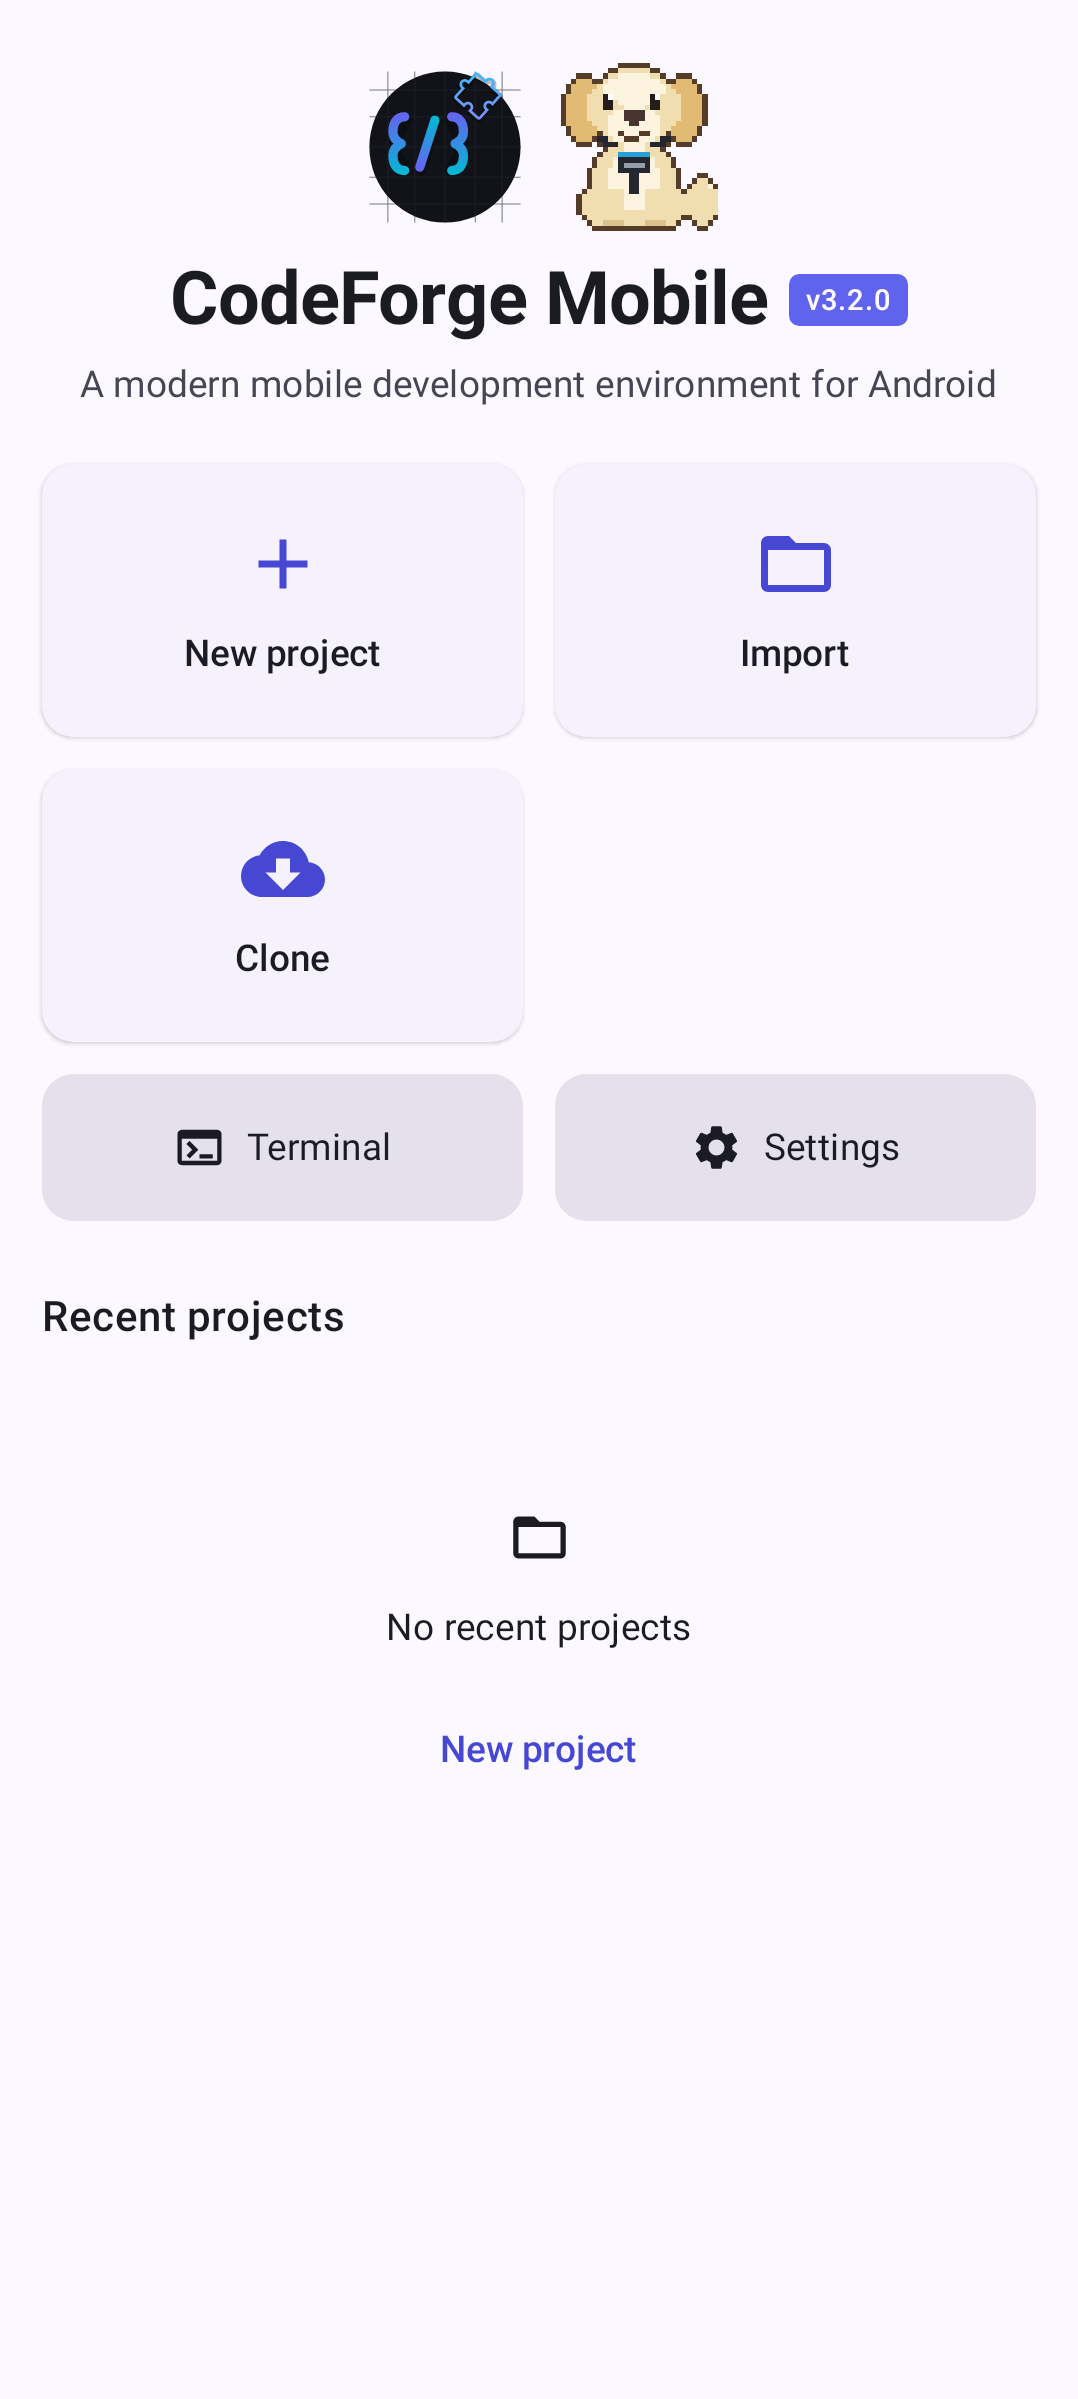 {/}
CodeForge Mobile v3.2.0
A modern mobile development environment for Android
New project
Import
Clone
Terminal
Settings
Recent projects
No recent projects
New project